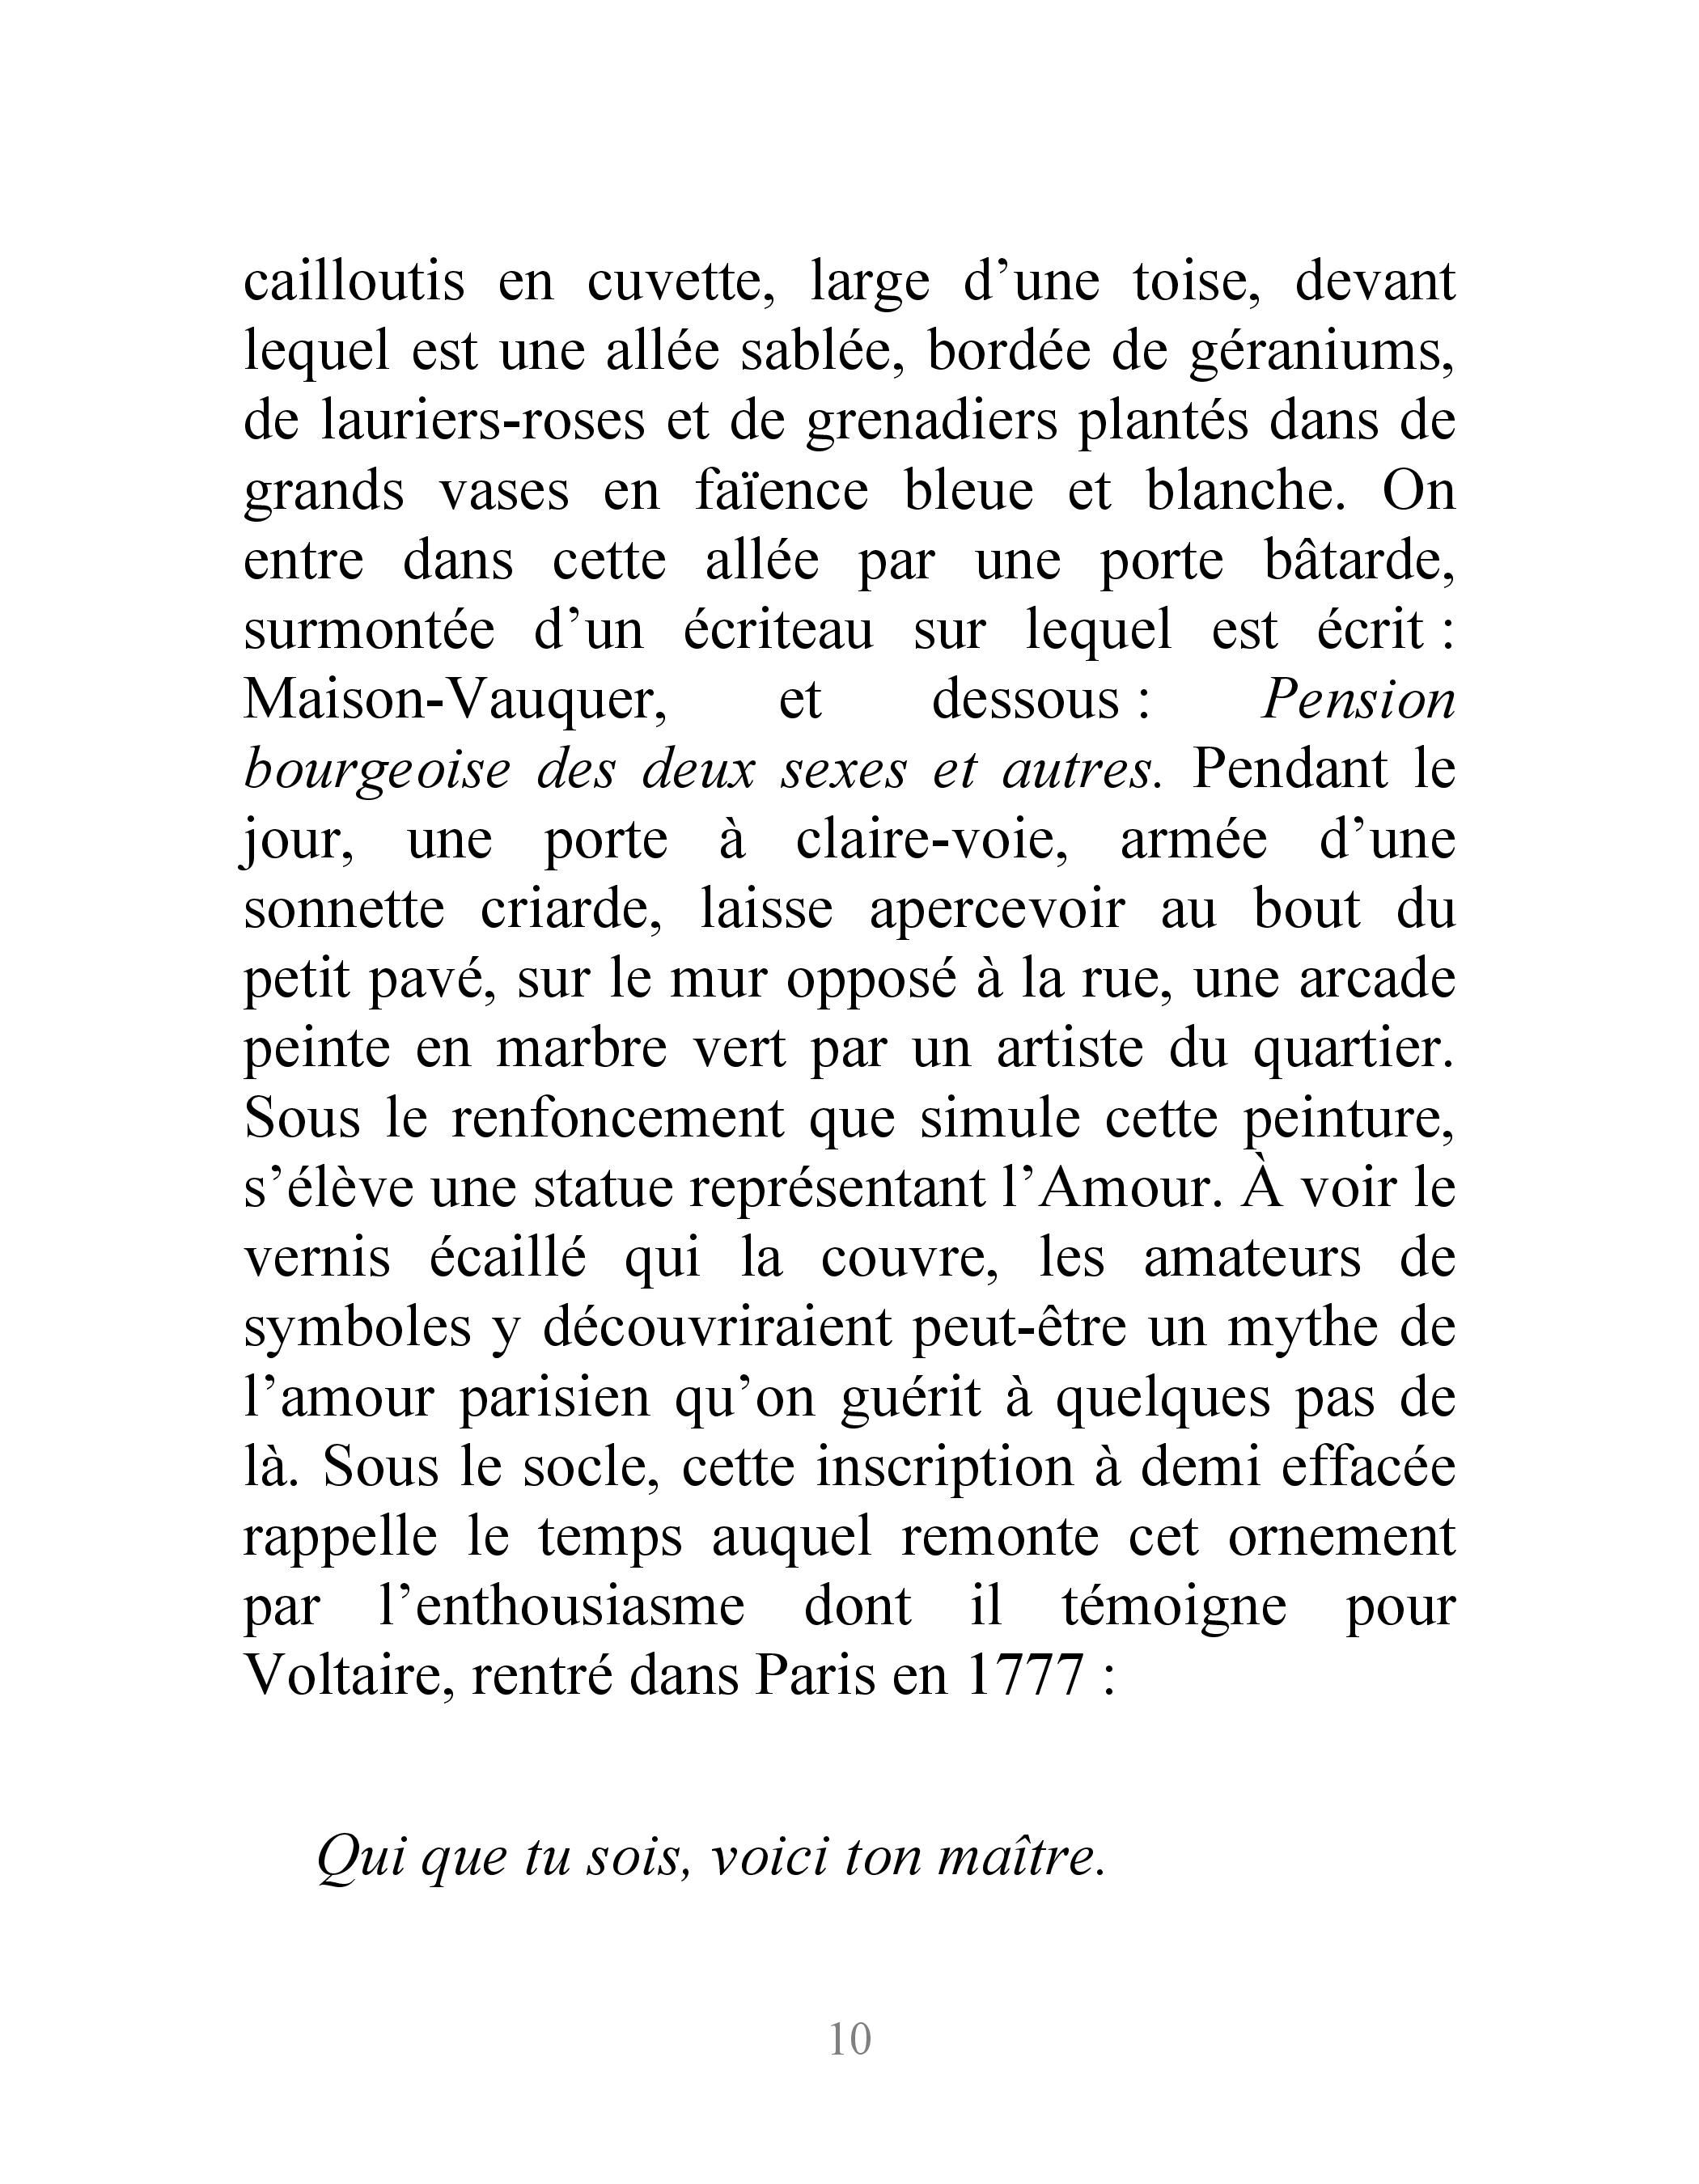 cailloutis en cuvette, large d’une toise, devant
lequel est une allée sablée, bordée de géraniums,
de lauriers-roses et de grenadiers plantés dans de
grands vases en faïence bleue et blanche. On
entre dans cette allée par une porte bâtarde,
surmontée d’un écriteau sur lequel est écrit :
Maison-Vauquer, et dessous : Pension
bourgeoise des deux sexes et autres. Pendant le
jour, une porte à claire-voie, armée d’une
sonnette criarde, laisse apercevoir au bout du
petit pavé, sur le mur opposé à la rue, une arcade
peinte en marbre vert par un artiste du quartier.
Sous le renfoncement que simule cette peinture,
s’élève une statue représentant l’Amour. À voir le
vernis écaillé qui la couvre, les amateurs de
symboles y découvriraient peut-être un mythe de
l’amour parisien qu’on guérit à quelques pas de
là. Sous le socle, cette inscription à demi effacée
rappelle le temps auquel remonte cet ornement
par l’enthousiasme dont il témoigne pour
Voltaire, rentré dans Paris en 1777 :
Qui que tu sois, voici ton maître.
10